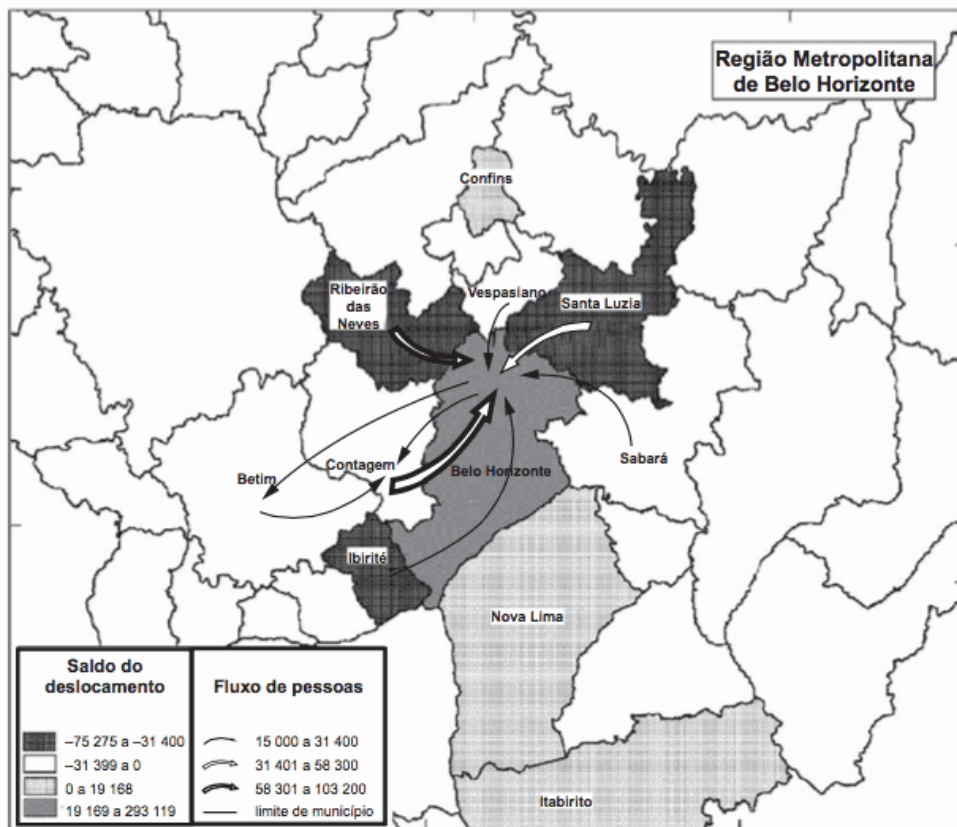 Região Metropolitana
de Belo Horizonte
Confins
Ribeirão
das
Neves
Vespasiano
Santa Luzia
Contagem
Betim
Belo Horzonte
Sabará
Ibirité
Nova Lima
Itabirito
Saldo do
deslocamento
–75 275 a –31 400
–31 399 a 0
0 a 19 168
19 169 a 293 119
Fluxo de pessoas
15 000 a 31 400
31 401 a 58 300
58 301 a 103 200
limite de município